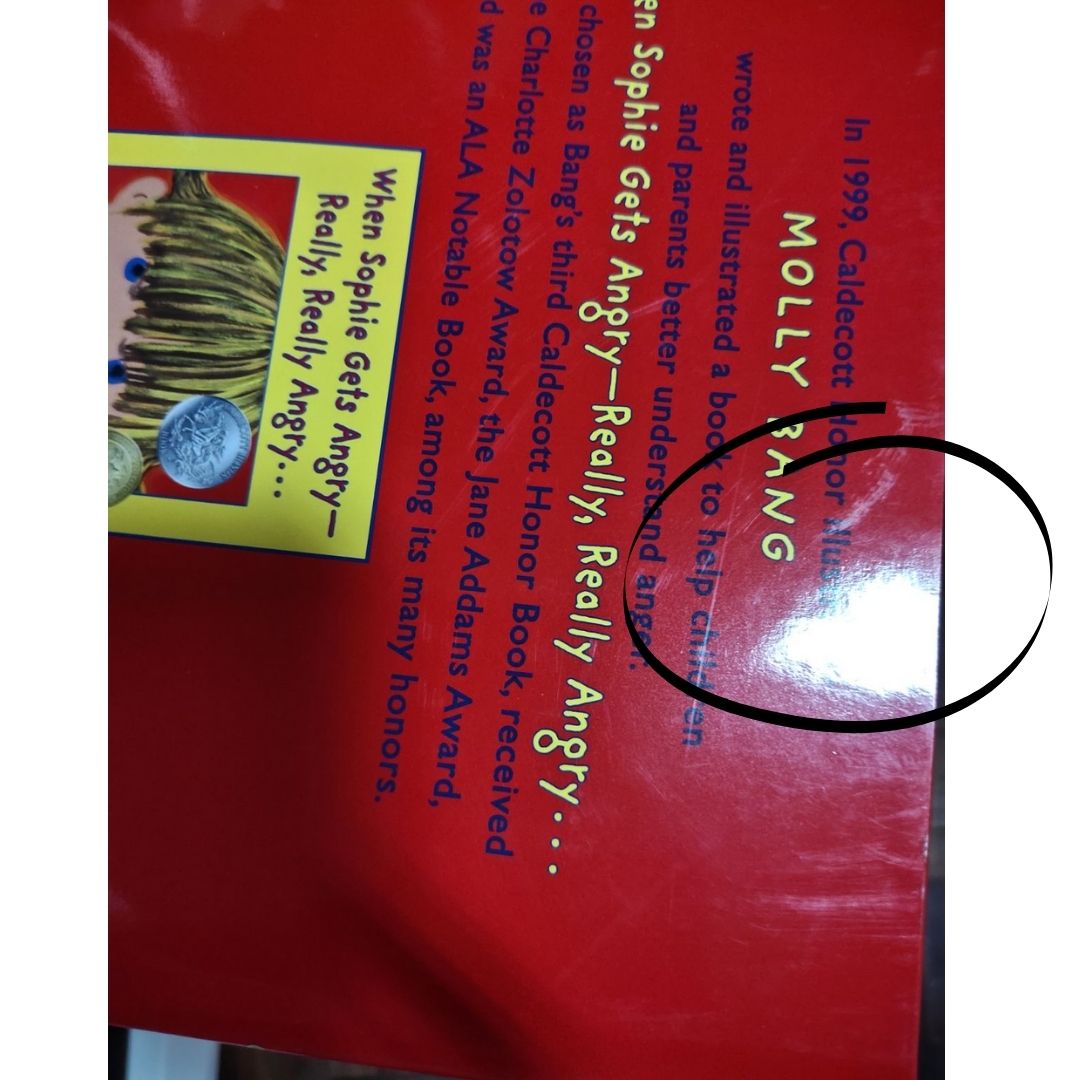 In 1999, Caldecott Honor
MOLLY BANG
wrote and illustrated a book to help children
and parents better understand anger.
Sophie Gets Angry—Really, Really Angry...
chosen as Bang's third Caldecott Honor Book, received
Charlotte Zolotow Award, the Jane Addams Award,
was an ALA Notable Book, among its many honors.
When Sophie Gets Angry—
Really, Really Angry...